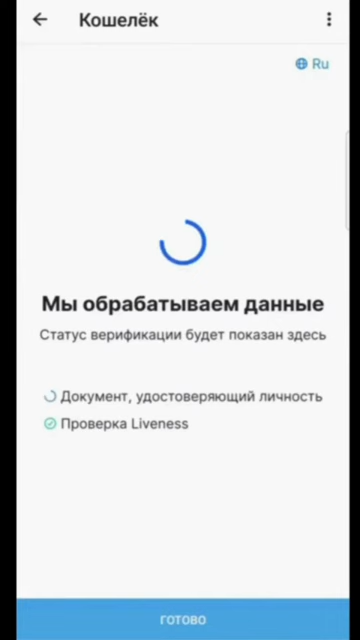 Кошелёк
Ru
Мы обрабатываем данные
Статус верификации будет показан здесь
Документ, удостоверяющий личность
Проверка Liveness
ГОТОВО